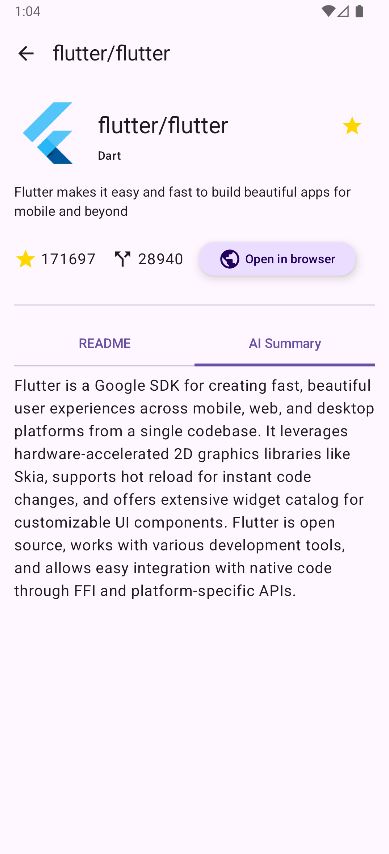 1:04
flutter/flutter
flutter/flutter
Dart
Flutter makes it easy and fast to build beautiful apps for
mobile and beyond
171697 28940 Open in browser
README AI Summary
Flutter is a Google SDK for creating fast, beautiful
user experiences across mobile, web, and desktop
platforms from a single codebase. It leverages
hardware-accelerated 2D graphics libraries like
Skia, supports hot reload for instant code
changes, and offers extensive widget catalog for
customizable UI components. Flutter is open
source, works with various development tools,
and allows easy integration with native code
through FFI and platform-specific APIs.